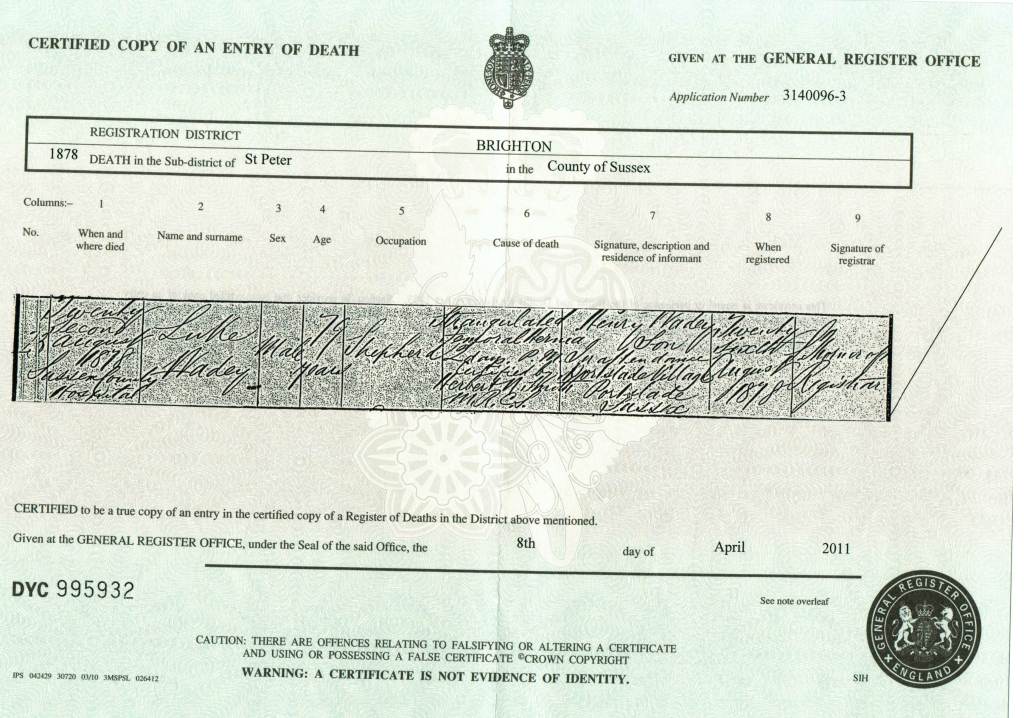 CERTIFIED COPY OF AN ENTRY OF DEATH
GIVEN AT THE GENERAL REGISTER OFFICE
Application Number 3140096-3
REGISTRATION DISTRICT BRIGHTON
1878 DEATH in the Sub-district of St Peter in the County of Sussex
Columns:- 1 2 3 4 5 6 7 8 9
No. When and where died Name and surname Sex Age Occupation Cause of death Signature, description and residence of informant When registered Signature of registrar
Twenty
Second
August
1878
Sussex County
Hospital
Luke
Wadey
Male
79
years
Shepherd
Strangulated
Femoral Hernia
2 days
Certified by
Herbert
M.R.C.S.
Henry Wadey
Son
In attendance
Portslade Village
Portslade
Sussex
Twenty
August
1878
Registrar
CERTIFIED to be a true copy of an entry in the certified copy of a Register of Deaths in the District above mentioned.
Given at the GENERAL REGISTER OFFICE, under the Seal of the said Office, the 8th day of April 2011
DYC 995932
See note overleaf
CAUTION: THERE ARE OFFENCES RELATING TO FALSIFYING OR ALTERING A CERTIFICATE
AND USING OR POSSESSING A FALSE CERTIFICATE ©CROWN COPYRIGHT
WARNING: A CERTIFICATE IS NOT EVIDENCE OF IDENTITY.
IPS 042429 30720 03/10 3MSPSL 026412
SIH
GENERAL REGISTER OFFICE
ENGLAND